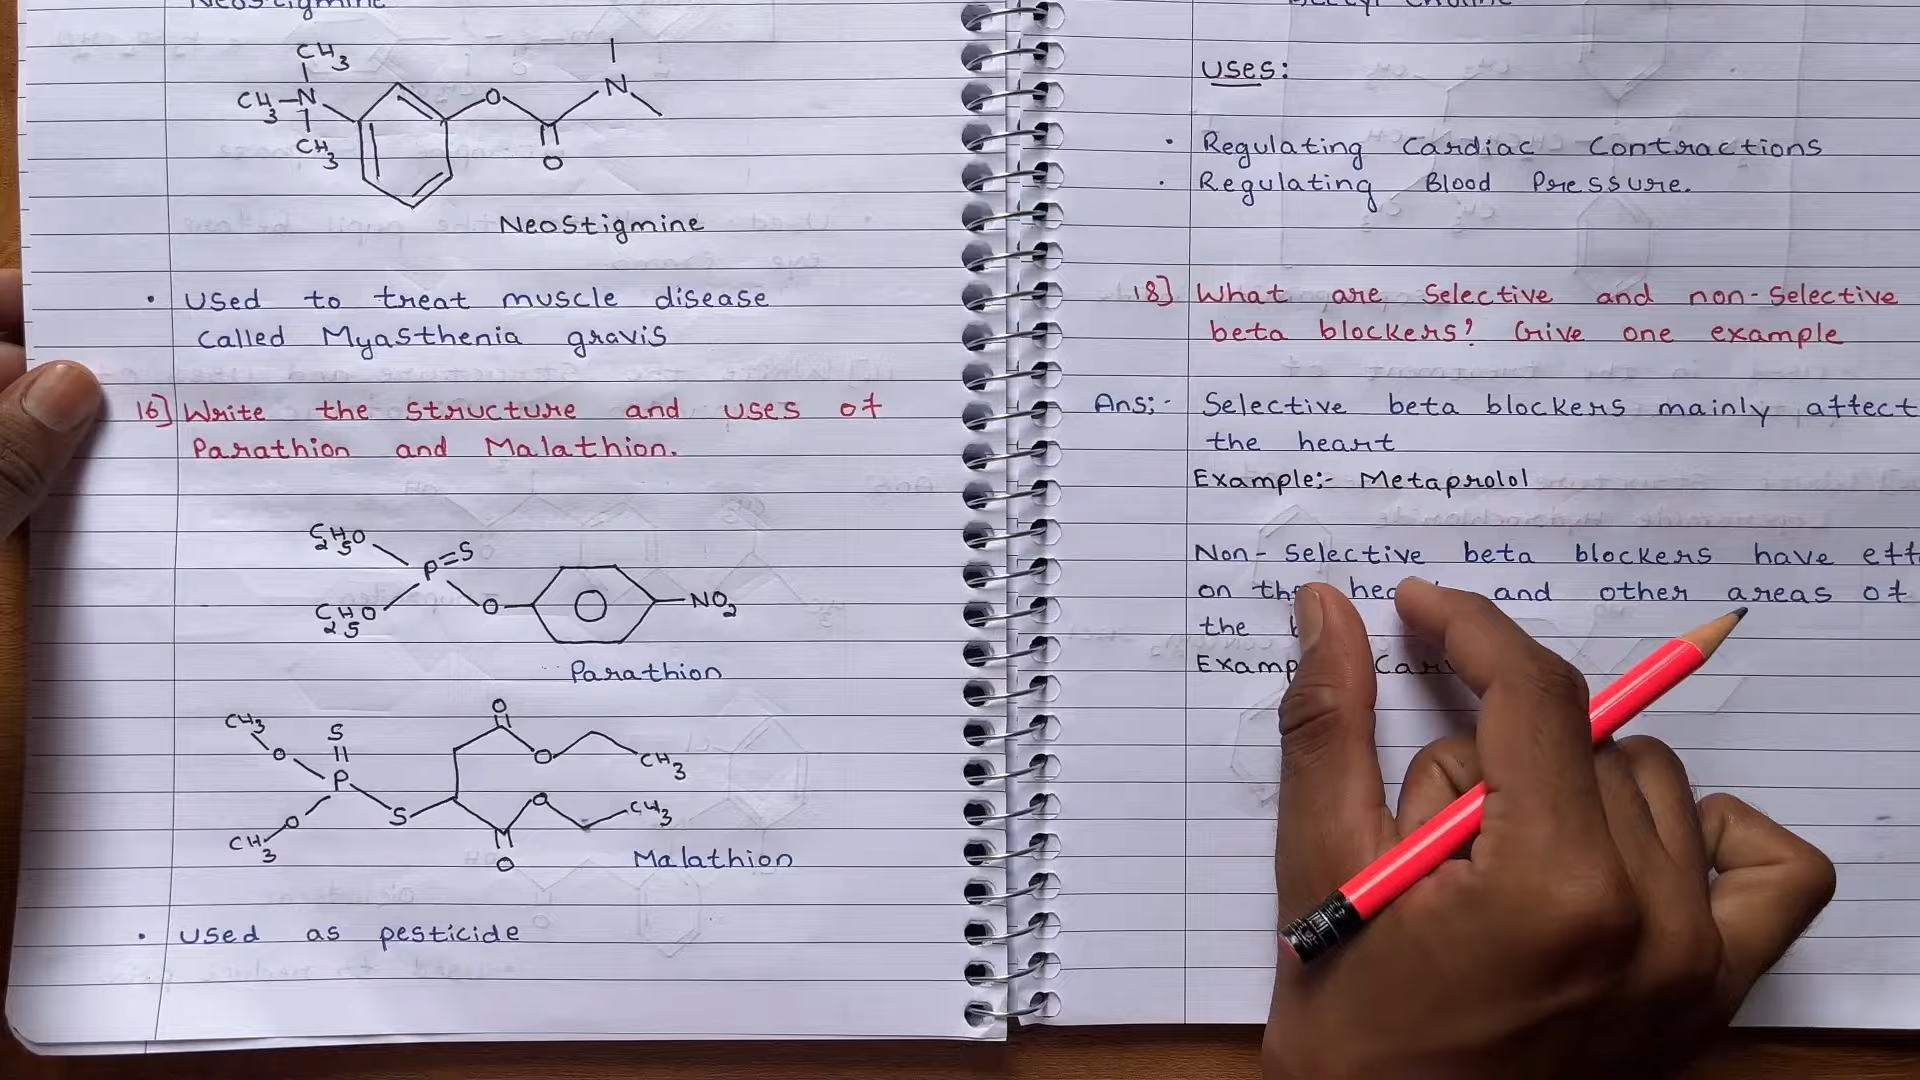 Neostigmine
CH3
CH3-N
CH3
O
N
O
Neostigmine
• Used to treat muscle disease
called Myasthenia gravis
16] Write the structure and uses of
Parathion and Malathion.
C2H5O
P=S
C2H5O
O
NO2
Parathion
CH3
O
S
P
S
O
CH3
O
O
CH3
O
CH3
O
Malathion
• Used as pesticide
Uses:
• Regulating Cardiac Contractions
• Regulating Blood Pressure.
18] What are Selective and non-Selective
beta blockers? Give one example
Ans:- Selective beta blockers mainly affect
the heart
Example:- Metaprolol
Non-Selective beta blockers have
on and other areas of
the